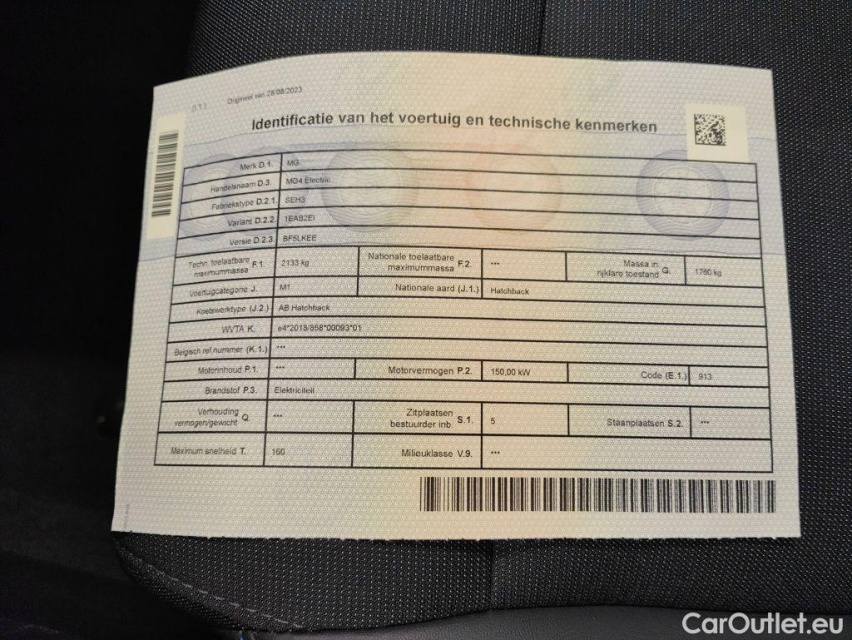 (1.1.) Origineel van 28/08/2023
Identificatie van het voertuig en technische kenmerken
Merk D.1. MG
Handelsnaam D.3. MG4 Electric
Fabriekstype D.2.1. SEH3
Variant D.2.2. 1EA82EI
Versie D.2.3. BF5LKEE
Techn. toelaatbare maximummassa F.1. 2133 kg Nationale toelaatbare maximummassa F.2. *** Massa in rijklare toestand G. 1760 kg
Voertuigcategorie J. M1 Nationale aard (J.1.) Hatchback
Koetswerktype (J.2.) AB Hatchback
WVTA K. e4*2018/858*00093*01
Belgisch ref.nummer (K.1.) ***
Motorinhoud P.1. *** Motorvermogen P.2. 150,00 kW Code (E.1.) 913
Brandstof P.3. Elektriciteit
Verhouding vermogen/gewicht Q. *** Zitplaatsen bestuurder inb. S.1. 5 Staanplaatsen S.2. ***
Maximum snelheid T. 160 Milieuklasse V.9. ***
CarOutlet.eu